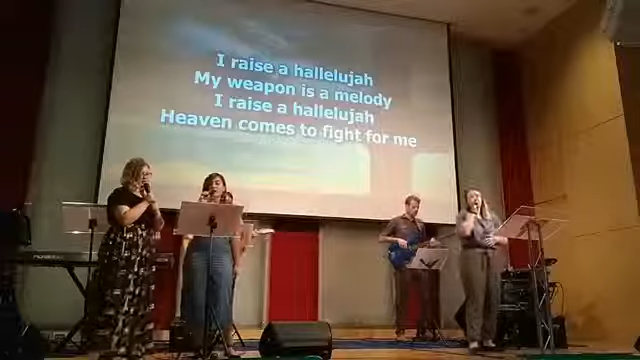 I raise a hallelujah
My weapon is a melody
I raise a hallelujah
Heaven comes to fight for me